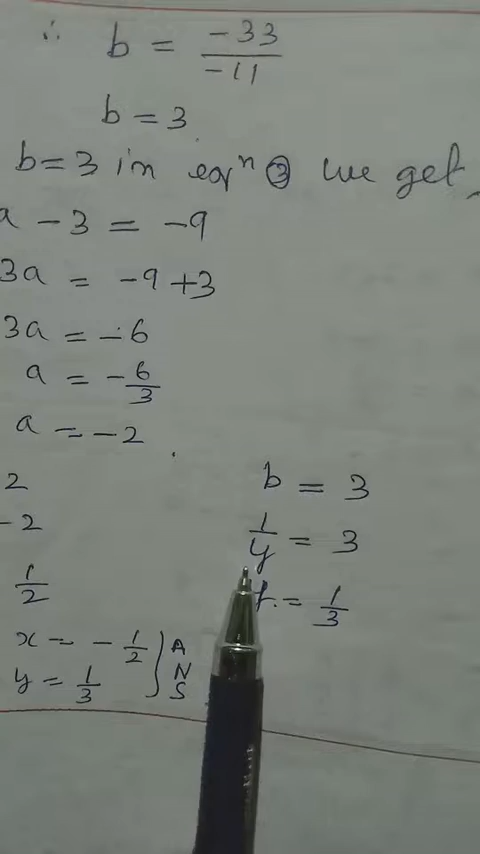 ∴ b = -33/-11
b = 3
b = 3 in eqⁿ ③ we get
a - 3 = -9
3a = -9 + 3
3a = -6
a = -6/3
a = -2
2
-2
1/2
b = 3
1/y = 3
= 1/3
x = -1/2
y = 1/3
ANS